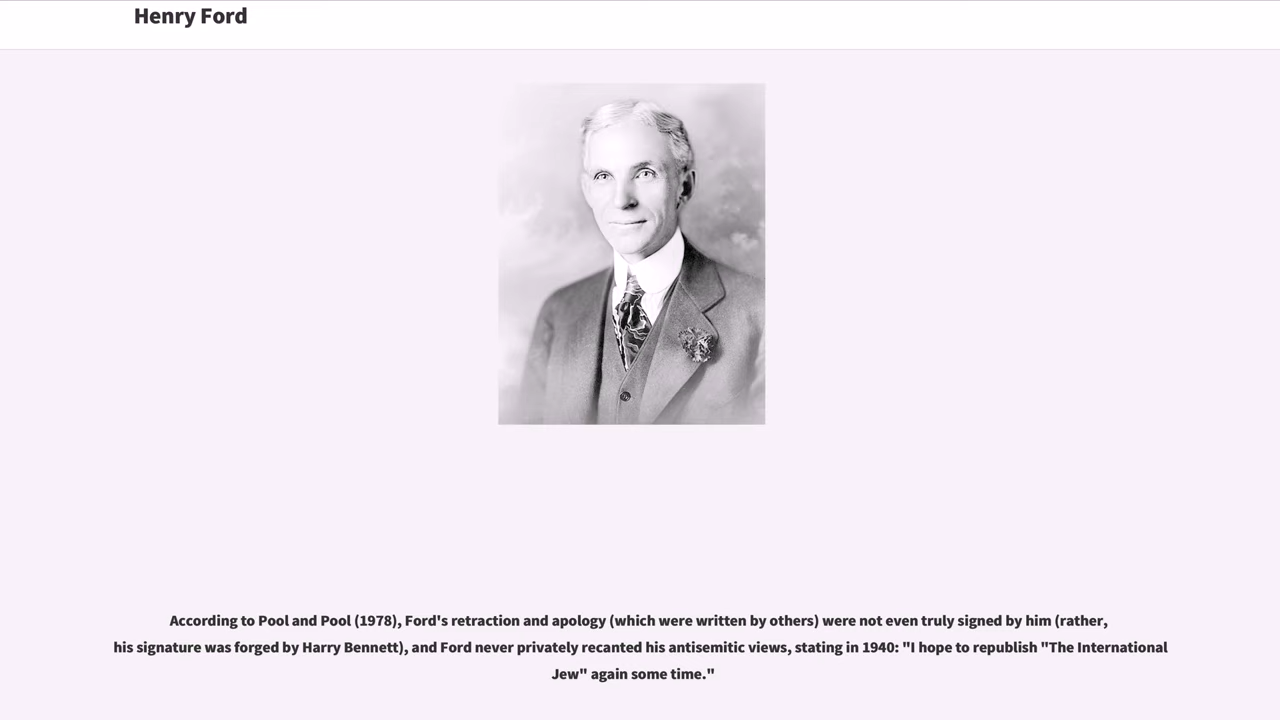 Henry Ford
According to Pool and Pool (1978), Ford's retraction and apology (which were written by others) were not even truly signed by him (rather,
his signature was forged by Harry Bennett), and Ford never privately recanted his antisemitic views, stating in 1940: "I hope to republish "The International
Jew" again some time."